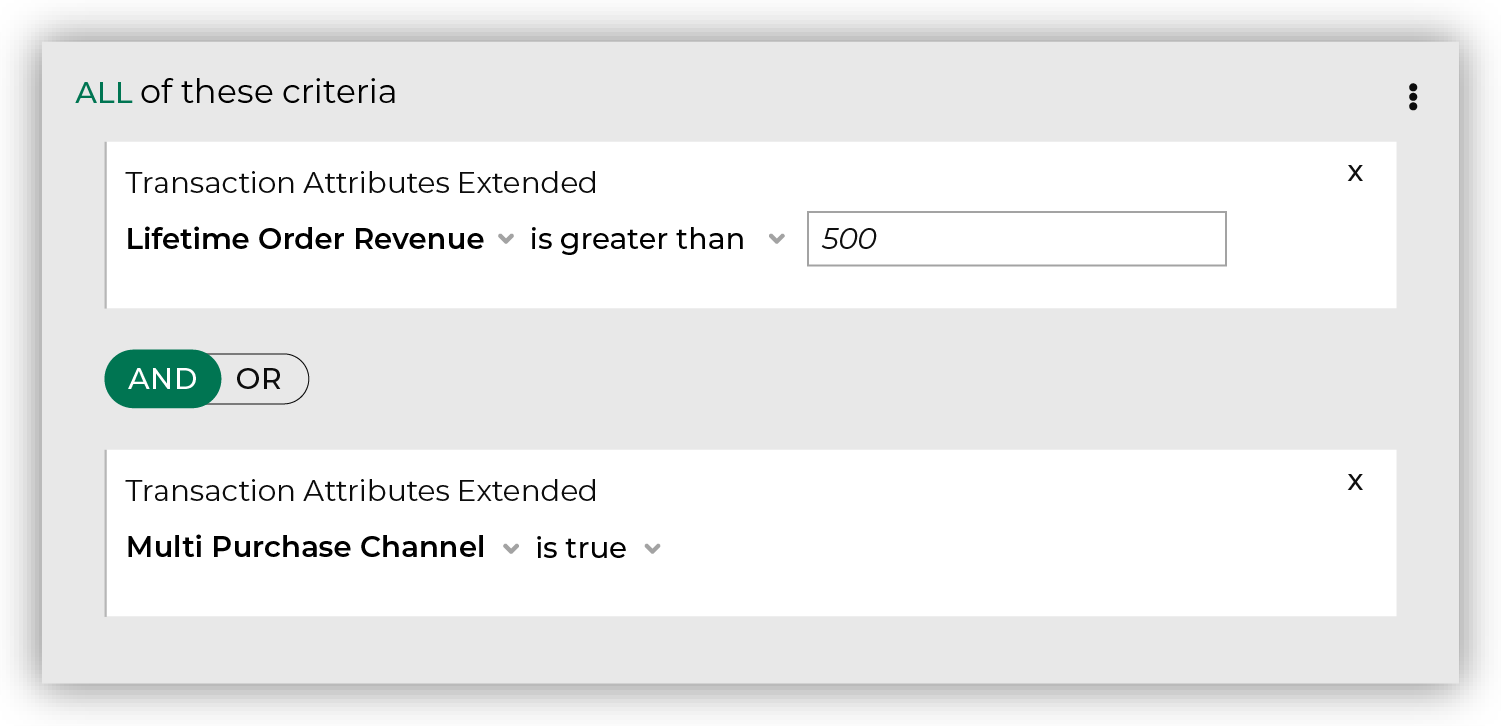 ALL of these criteria
Transaction Attributes Extended
x
Lifetime Order Revenue is greater than 500
AND OR
Transaction Attributes Extended
x
Multi Purchase Channel is true